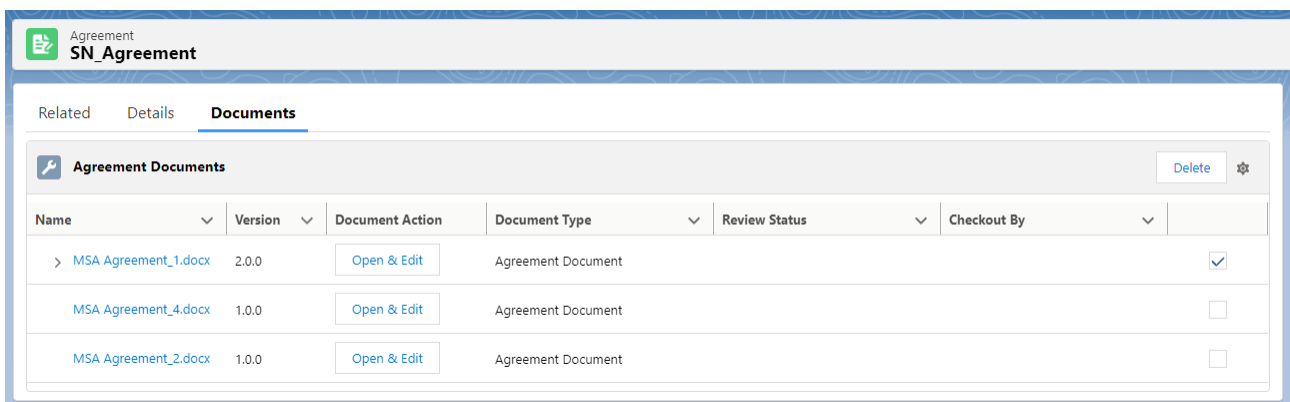 Agreement
SN_Agreement
Related Details Documents
Agreement Documents Delete
Name Version Document Action Document Type Review Status Checkout By
MSA Agreement_1.docx 2.0.0 Open & Edit Agreement Document
MSA Agreement_4.docx 1.0.0 Open & Edit Agreement Document
MSA Agreement_2.docx 1.0.0 Open & Edit Agreement Document